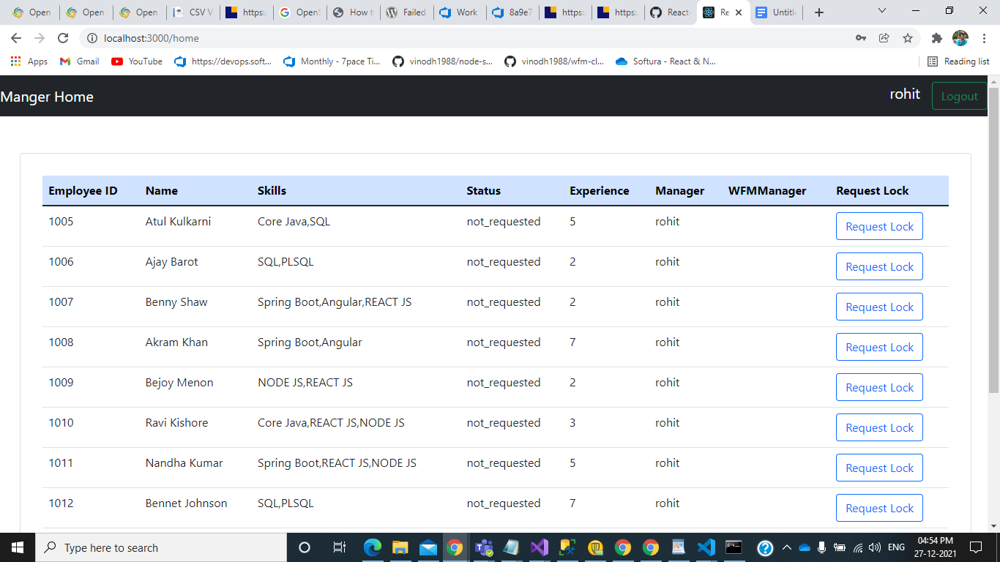 Open Open Open CSV V https:/ OpenS How t Failed Work 8a9e7 https: https: React- Re Untitl
localhost:3000/home
Apps Gmail YouTube https://devops.soft... Monthly - 7pace Ti... vinodh1988/node-s... vinodh1988/wfm-cl... Softura - React & N... Reading list
Manger Home rohit Logout
Employee ID Name Skills Status Experience Manager WFMManager Request Lock
1005 Atul Kulkarni Core Java,SQL not_requested 5 rohit Request Lock
1006 Ajay Barot SQL,PLSQL not_requested 2 rohit Request Lock
1007 Benny Shaw Spring Boot,Angular,REACT JS not_requested 2 rohit Request Lock
1008 Akram Khan Spring Boot,Angular not_requested 7 rohit Request Lock
1009 Bejoy Menon NODE JS,REACT JS not_requested 2 rohit Request Lock
1010 Ravi Kishore Core Java,REACT JS,NODE JS not_requested 3 rohit Request Lock
1011 Nandha Kumar Spring Boot,REACT JS,NODE JS not_requested 5 rohit Request Lock
1012 Bennet Johnson SQL,PLSQL not_requested 7 rohit Request Lock
Type here to search ENG 04:54 PM
27-12-2021